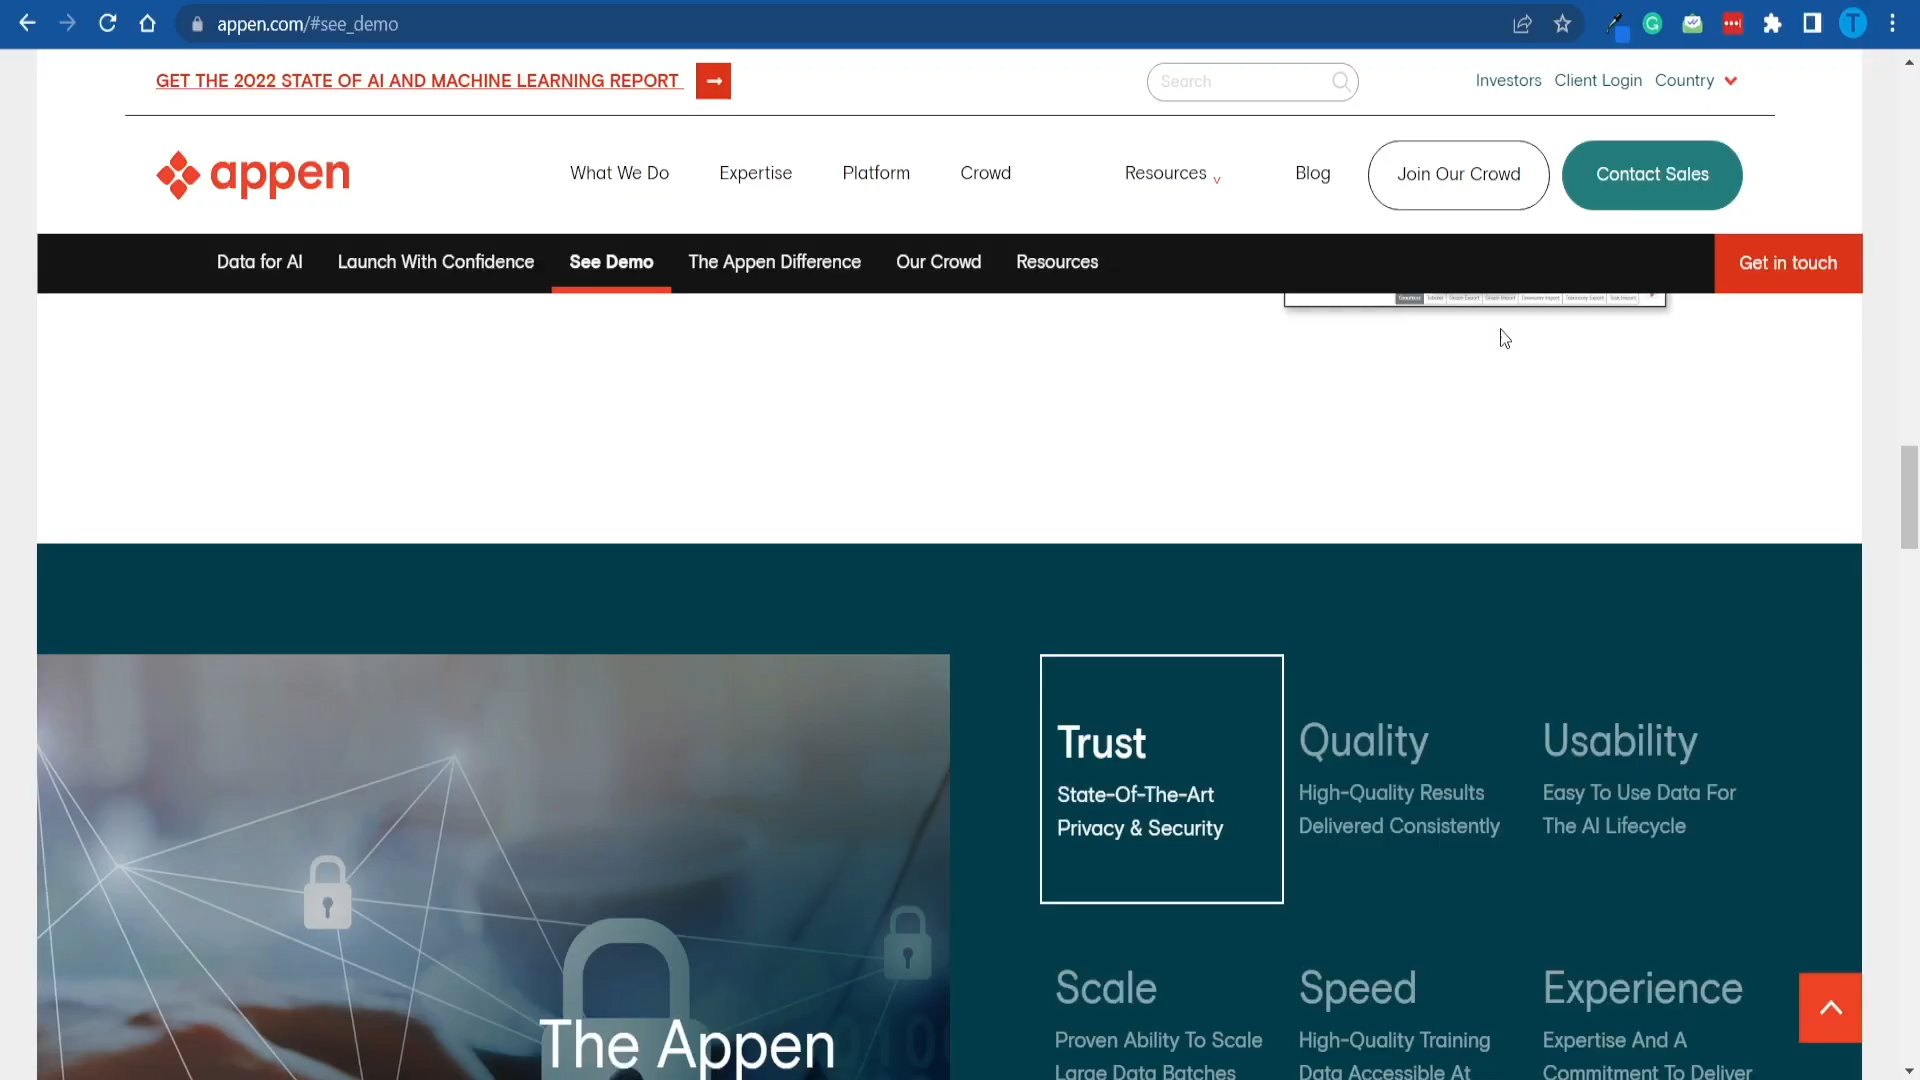 appen.com/#see_demo
T
GET THE 2022 STATE OF AI AND MACHINE LEARNING REPORT
Search
Investors Client Login Country
appen
What We Do Expertise Platform Crowd Resources Blog Join Our Crowd Contact Sales
Data for AI Launch With Confidence See Demo The Appen Difference Our Crowd Resources Get in touch
Trust
State-Of-The-Art
Privacy & Security
Quality
High-Quality Results
Delivered Consistently
Usability
Easy To Use Data For
The AI Lifecycle
The Appen
Scale
Proven Ability To Scale
Large Data Batches
Speed
High-Quality Training
Data Accessible At
Experience
Expertise And A
Commitment To Deliver